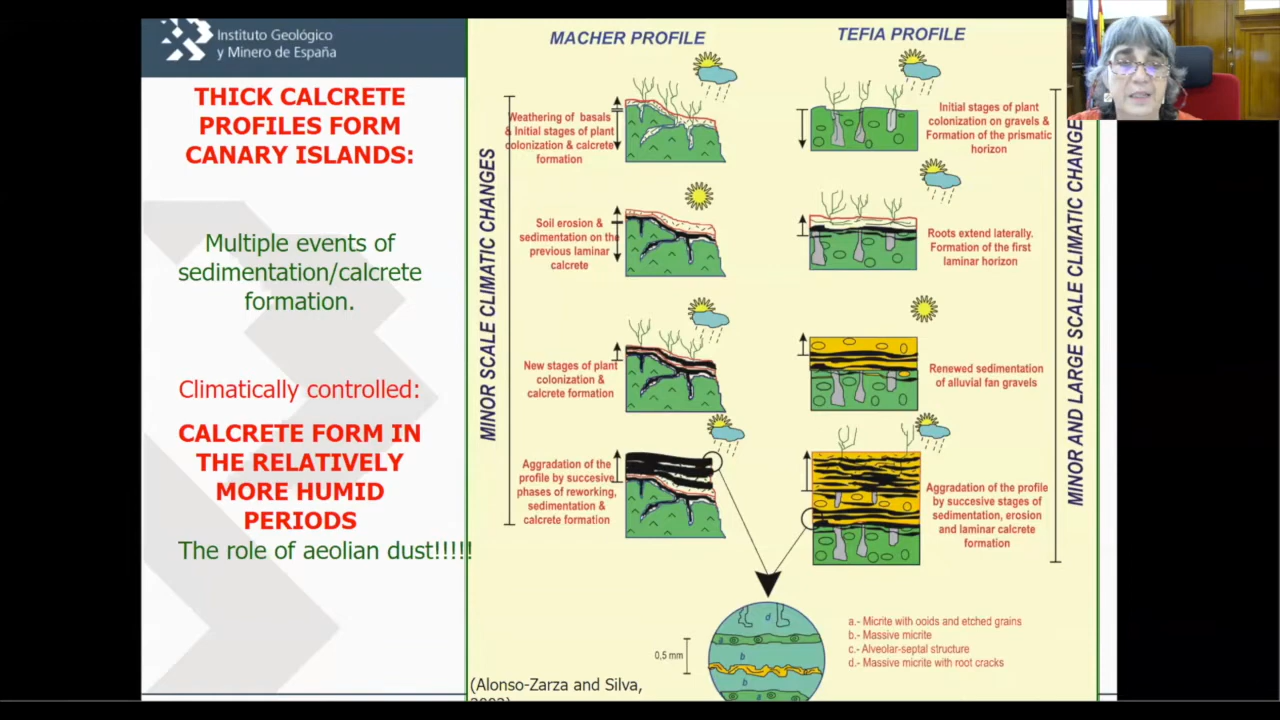 Instituto Geológico
y Minero de España
THICK CALCRETE
PROFILES FORM
CANARY ISLANDS:
Multiple events of
sedimentation/calcrete
formation.
Climatically controlled:
CALCRETE FORM IN
THE RELATIVELY
MORE HUMID
PERIODS
The role of aeolian dust!!!!!
MACHER PROFILE
MINOR SCALE CLIMATIC CHANGES
Weathering of basals
& Initial stages of plant
colonization & calcrete
formation
Soil erosion &
sedimentation on the
previous laminar
calcrete
New stages of plant
colonization &
calcrete formation
Aggradation of the
profile by succesive
phases of reworking,
sedimentation &
calcrete formation
TEFIA PROFILE
Initial stages of plant
colonization on gravels &
Formation of the prismatic
horizon
Roots extend laterally.
Formation of the first
laminar horizon
Renewed sedimentation
of alluvial fan gravels
Aggradation of the profile
by succesive stages of
sedimentation, erosion
and laminar calcrete
formation
MINOR AND LARGE SCALE CLIMATIC CHANGE
0,5 mm
d
a
b
c
b
a
a.- Micrite with ooids and etched grains
b.- Massive micrite
c.- Alveolar-septal structure
d.- Massive micrite with root cracks
(Alonso-Zarza and Silva,